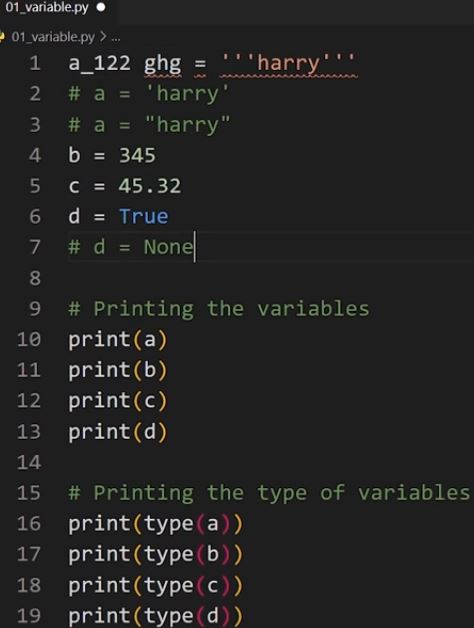 01_variable.py ●
01_variable.py > ...
1 a_122 ghg = '''harry'''
2 # a = 'harry'
3 # a = "harry"
4 b = 345
5 c = 45.32
6 d = True
7 # d = None
8
9 # Printing the variables
10 print(a)
11 print(b)
12 print(c)
13 print(d)
14
15 # Printing the type of variables
16 print(type(a))
17 print(type(b))
18 print(type(c))
19 print(type(d))